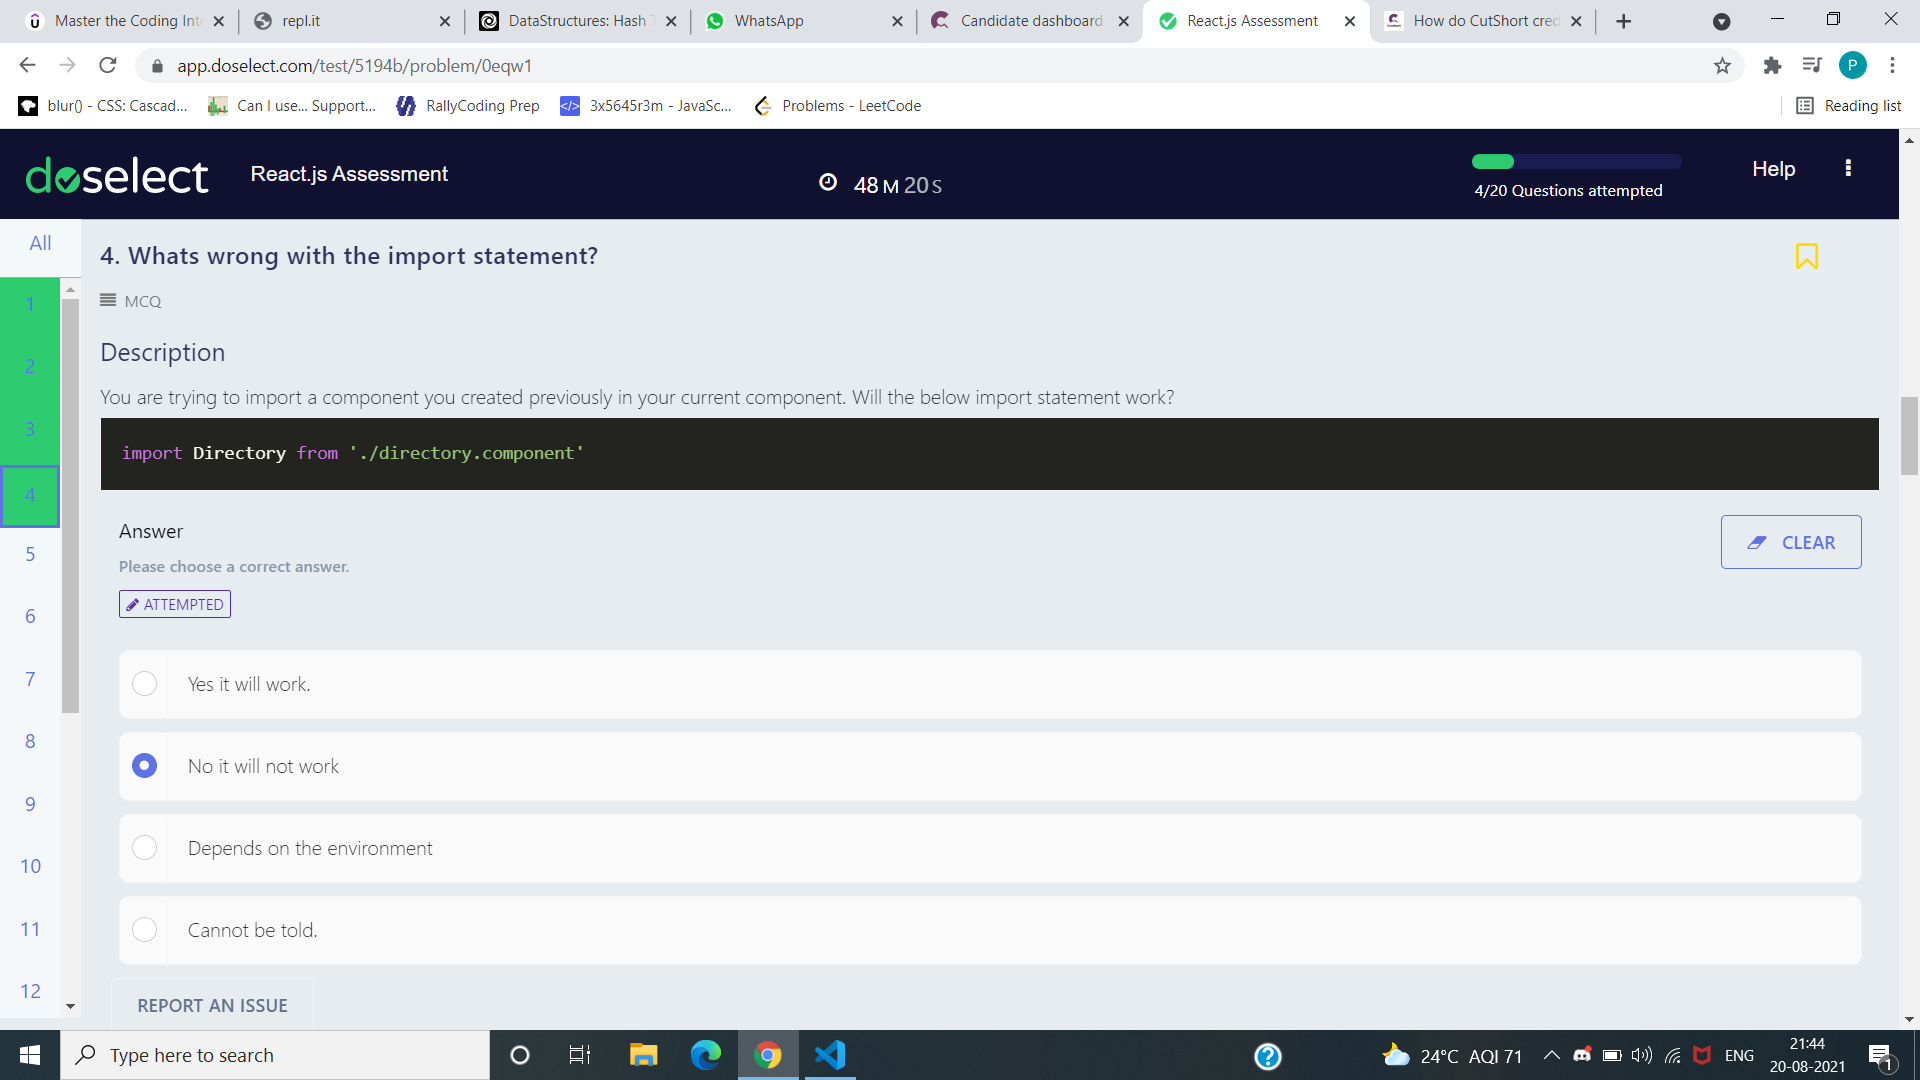 Master the Coding Int
repl.it
DataStructures: Hash T
WhatsApp
Candidate dashboard
React.js Assessment
How do CutShort cred
app.doselect.com/test/5194b/problem/0eqw1
P
blur() - CSS: Cascad...
Can I use... Support...
RallyCoding Prep
3x5645r3m - JavaSc...
Problems - LeetCode
Reading list
doselect
React.js Assessment
48 M 20 S
4/20 Questions attempted
Help
All
4. Whats wrong with the import statement?
1
MCQ
Description
2
You are trying to import a component you created previously in your current component. Will the below import statement work?
3
import Directory from './directory.component'
4
Answer
CLEAR
5
Please choose a correct answer.
ATTEMPTED
6
7
Yes it will work.
8
No it will not work
9
Depends on the environment
10
11
Cannot be told.
12
REPORT AN ISSUE
Type here to search
24°C AQI 71
ENG
21:44
20-08-2021
1